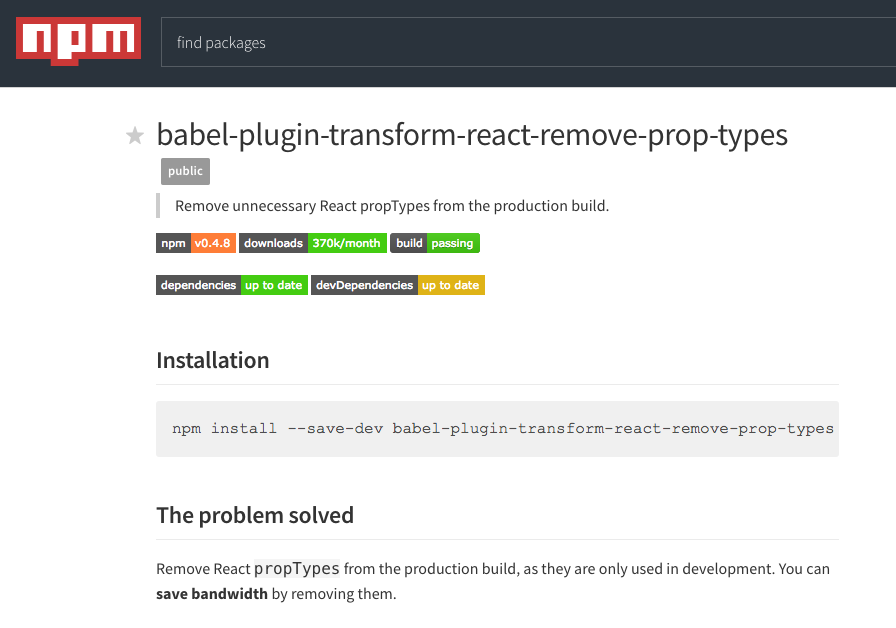 npm
find packages
babel-plugin-transform-react-remove-prop-types
public
Remove unnecessary React propTypes from the production build.
npm v0.4.8 downloads 370k/month build passing
dependencies up to date devDependencies up to date
Installation
npm install --save-dev babel-plugin-transform-react-remove-prop-types
The problem solved
Remove React propTypes from the production build, as they are only used in development. You can
save bandwidth by removing them.